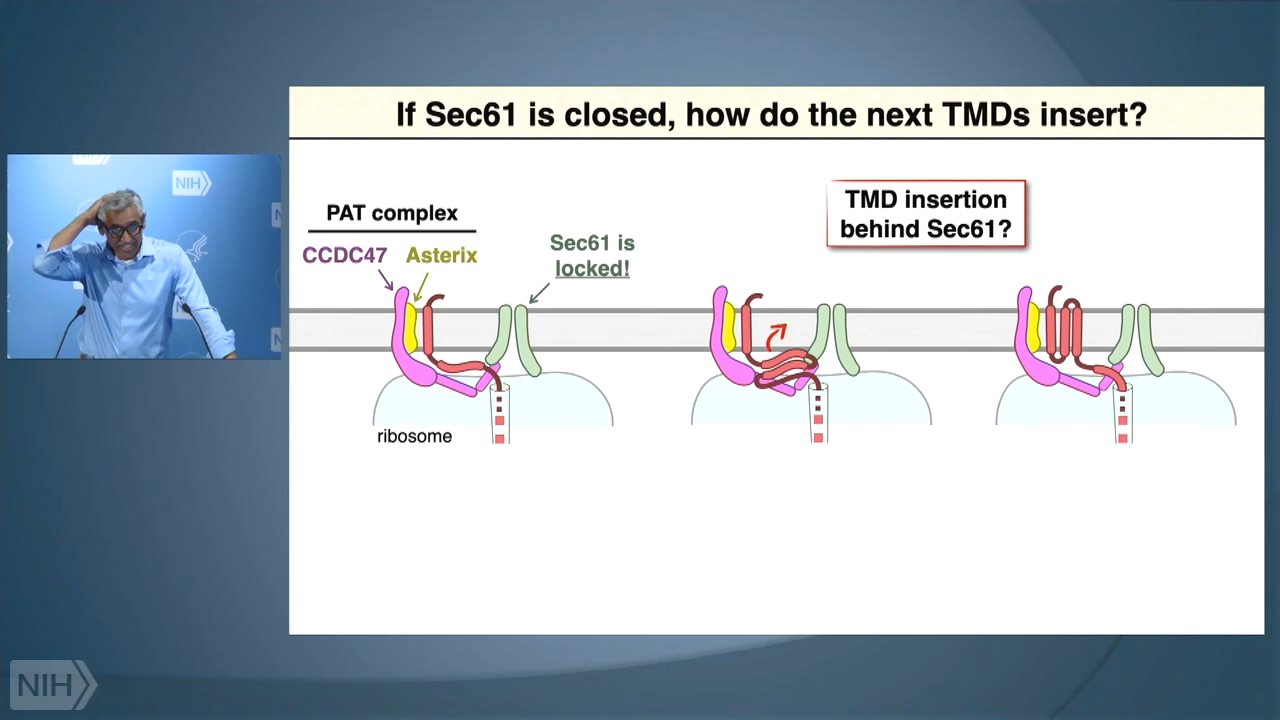 If Sec61 is closed, how do the next TMDs insert?
NIH
PAT complex
CCDC47 Asterix
Sec61 is
locked!
TMD insertion
behind Sec61?
ribosome
NIH